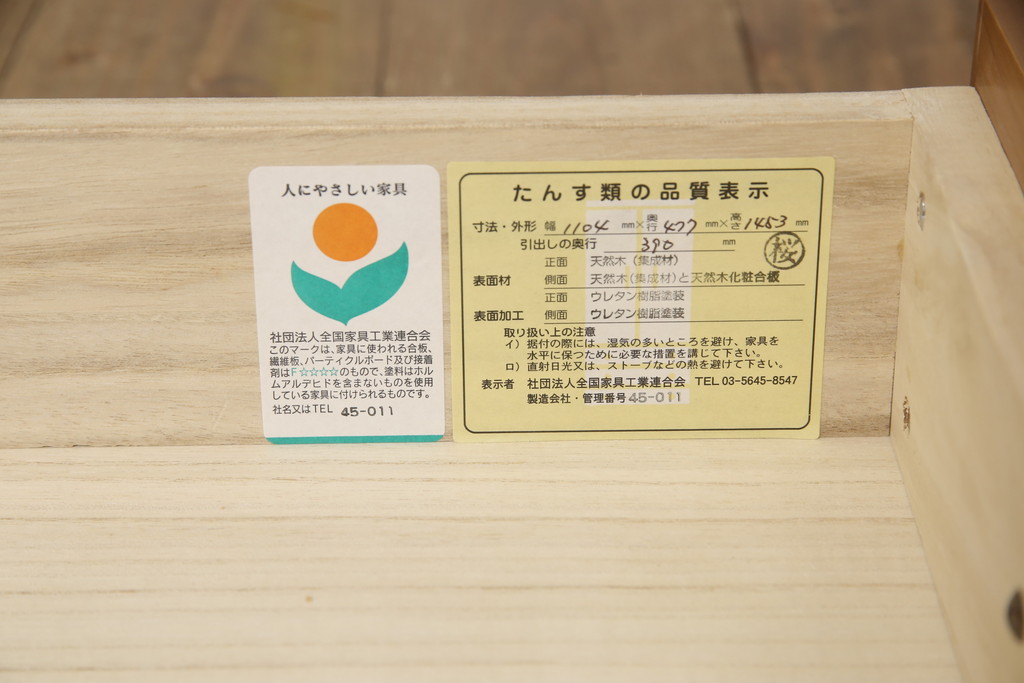 人にやさしい家具
社団法人全国家具工業連合会
このマークは、家具に使われる合板、
繊維板、パーティクルボード及び接着
剤はF☆☆☆☆のもので、塗料はホルム
アルデヒドを含まないものを使用
している家具に付けられるものです。
社名又はTEL 45-011
たんす類の品質表示
寸法・外形 幅 1104 mm×奥行 477 mm×高さ 1453 mm
引出しの奥行 390 mm
桜
正面 天然木(集成材)
表面材 側面 天然木(集成材)と天然木化粧合板
正面 ウレタン樹脂塗装
表面加工 側面 ウレタン樹脂塗装
取り扱い上の注意
イ)据付の際には、湿気の多いところを避け、家具を
水平に保つために必要な措置を講じて下さい。
ロ)直射日光又は、ストーブなどの熱を避けて下さい。
表示者 社団法人全国家具工業連合会 TEL 03-5645-8547
製造会社・管理番号 45-011